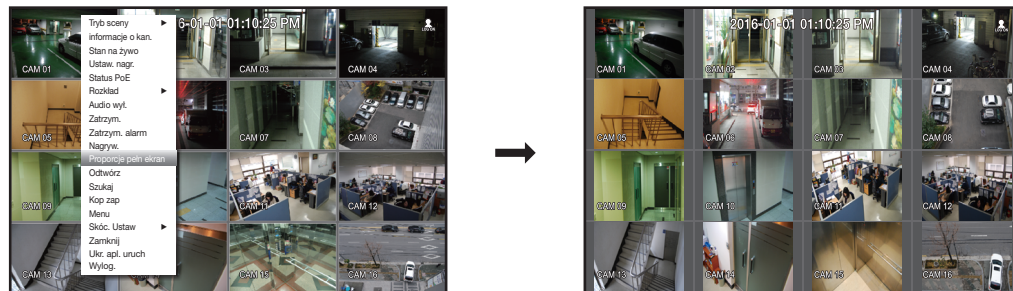 6-01-01 01:10:25 PM
LOG ON
Tryb sceny
informacje o kan.
Stan na żywo
Ustaw. nagr.
Status PoE
Rozkład
Audio wył.
Zatrzym.
Zatrzym. alarm
Nagryw.
Proporcje pełn ekran
Odtwórz
Szukaj
Kop zap
Menu
Skóc. Ustaw
Zamknij
Ukr. apl. uruch
Wylog.
CAM 01
CAM 03
CAM 04
CAM 05
CAM 07
CAM 08
CAM 09
CAM 11
CAM 12
CAM 13
CAM 15
CAM 16
2016-01-01 01:10:25 PM
LOG ON
CAM 01
CAM 02
CAM 03
CAM 04
CAM 05
CAM 06
CAM 07
CAM 08
CAM 09
CAM 10
CAM 11
CAM 12
CAM 13
CAM 14
CAM 15
CAM 16